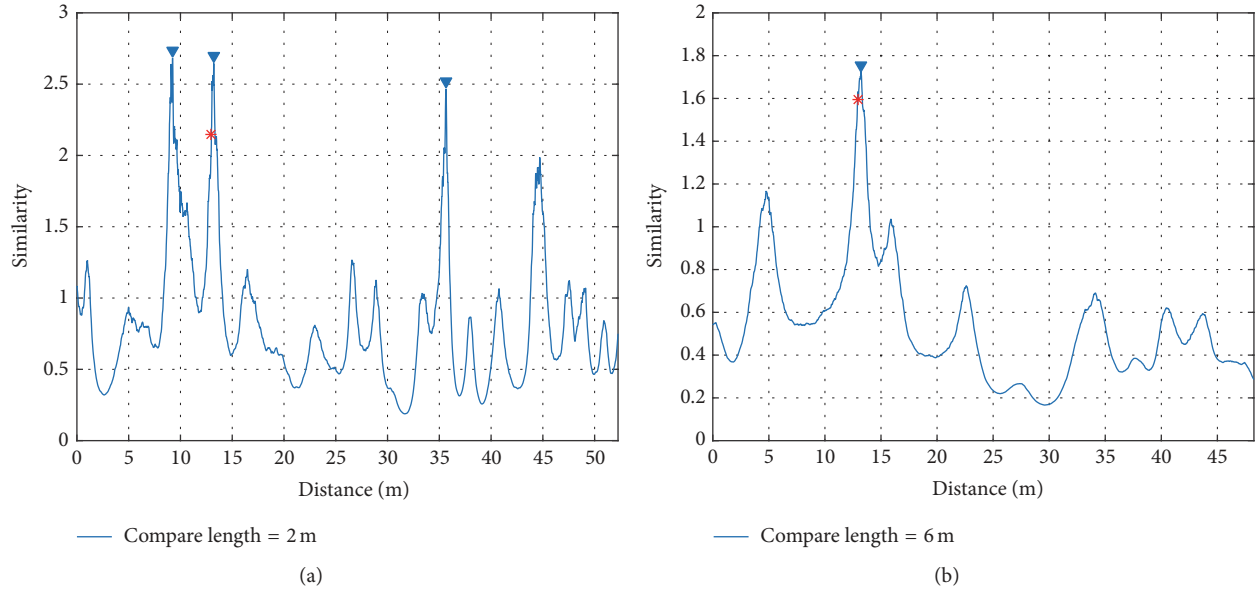 3
2.5
2
1.5
1
0.5
0
Similarity
0 5 10 15 20 25 30 35 40 45 50
Distance (m)
Compare length = 2 m
(a)
2
1.8
1.6
1.4
1.2
1
0.8
0.6
0.4
0.2
0
Similarity
0 5 10 15 20 25 30 35 40 45
Distance (m)
Compare length = 6 m
(b)